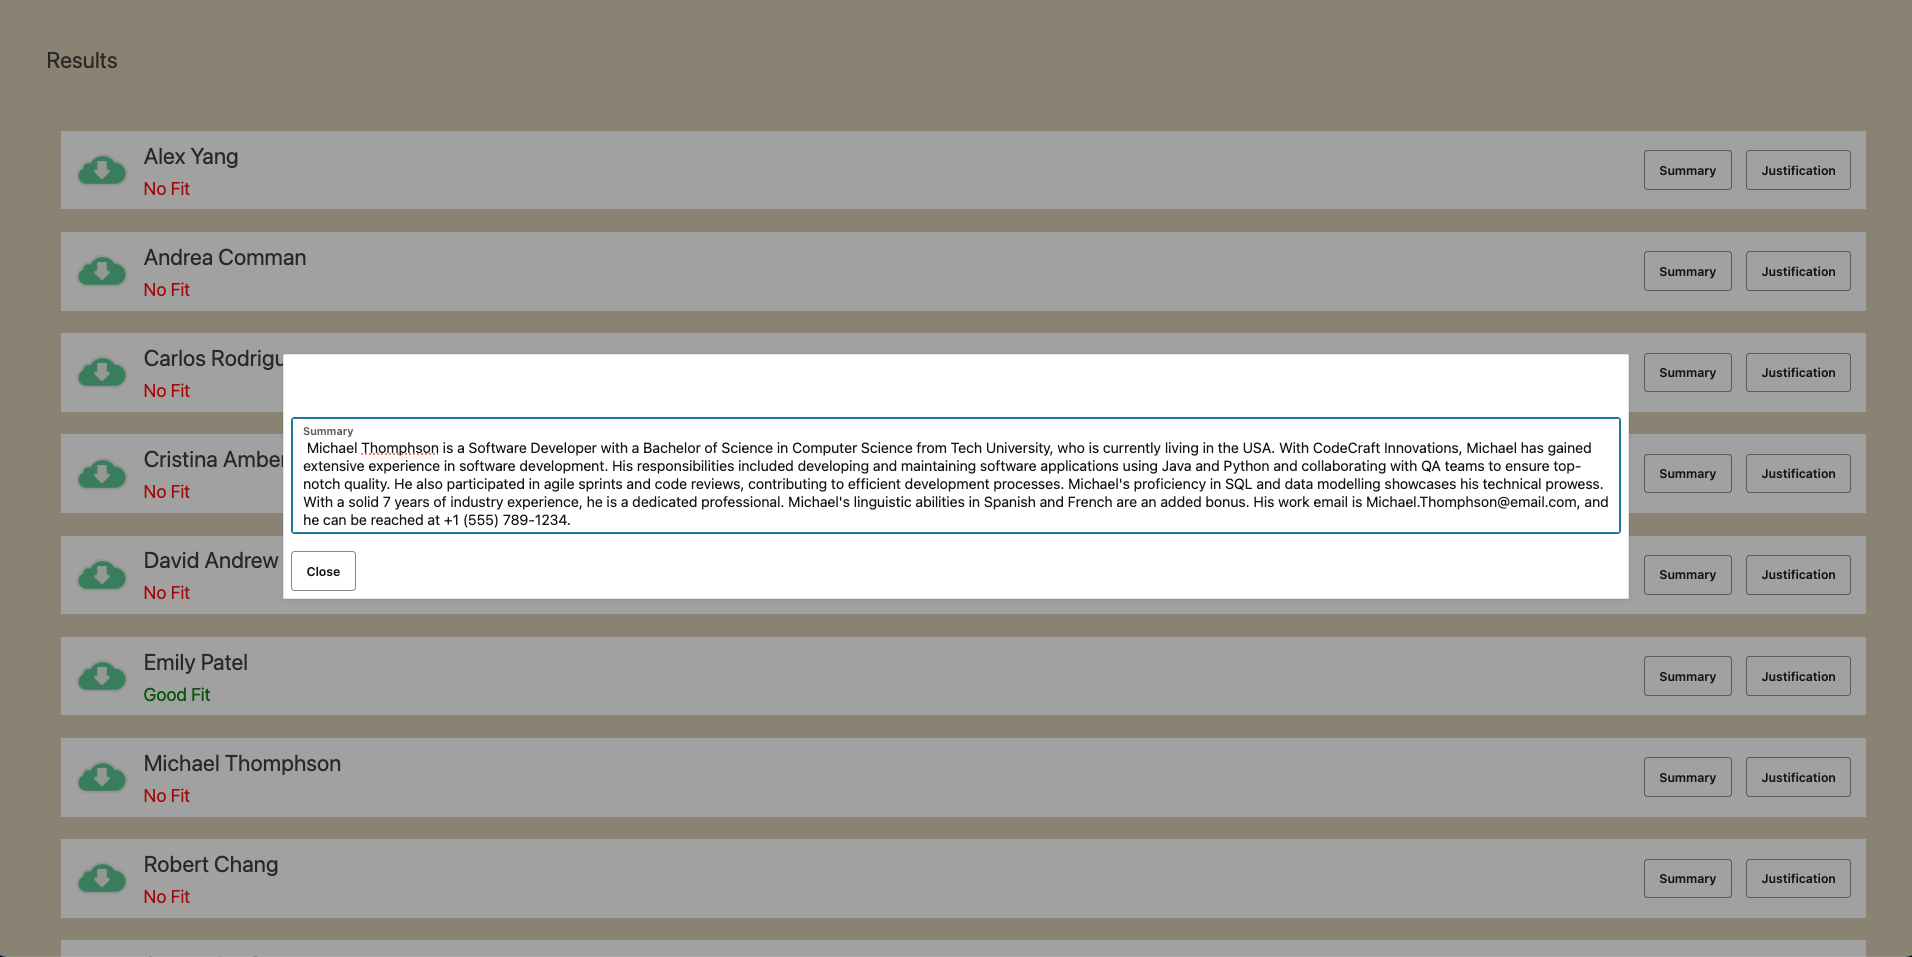 Results
Alex Yang
No Fit
Summary
Justification
Andrea Comman
No Fit
Summary
Justification
Carlos
No Fit
Summary
Justification
Cristina
No Fit
Summary
Justification
David Andrew
No Fit
Summary
Justification
Summary
Michael Thomphson is a Software Developer with a Bachelor of Science in Computer Science from Tech University, who is currently living in the USA. With CodeCraft Innovations, Michael has gained
extensive experience in software development. His responsibilities included developing and maintaining software applications using Java and Python and collaborating with QA teams to ensure top-
notch quality. He also participated in agile sprints and code reviews, contributing to efficient development processes. Michael's proficiency in SQL and data modelling showcases his technical prowess.
With a solid 7 years of industry experience, he is a dedicated professional. Michael's linguistic abilities in Spanish and French are an added bonus. His work email is Michael.Thomphson@email.com, and
he can be reached at +1 (555) 789-1234.
Close
Emily Patel
Good Fit
Summary
Justification
Michael Thomphson
No Fit
Summary
Justification
Robert Chang
No Fit
Summary
Justification